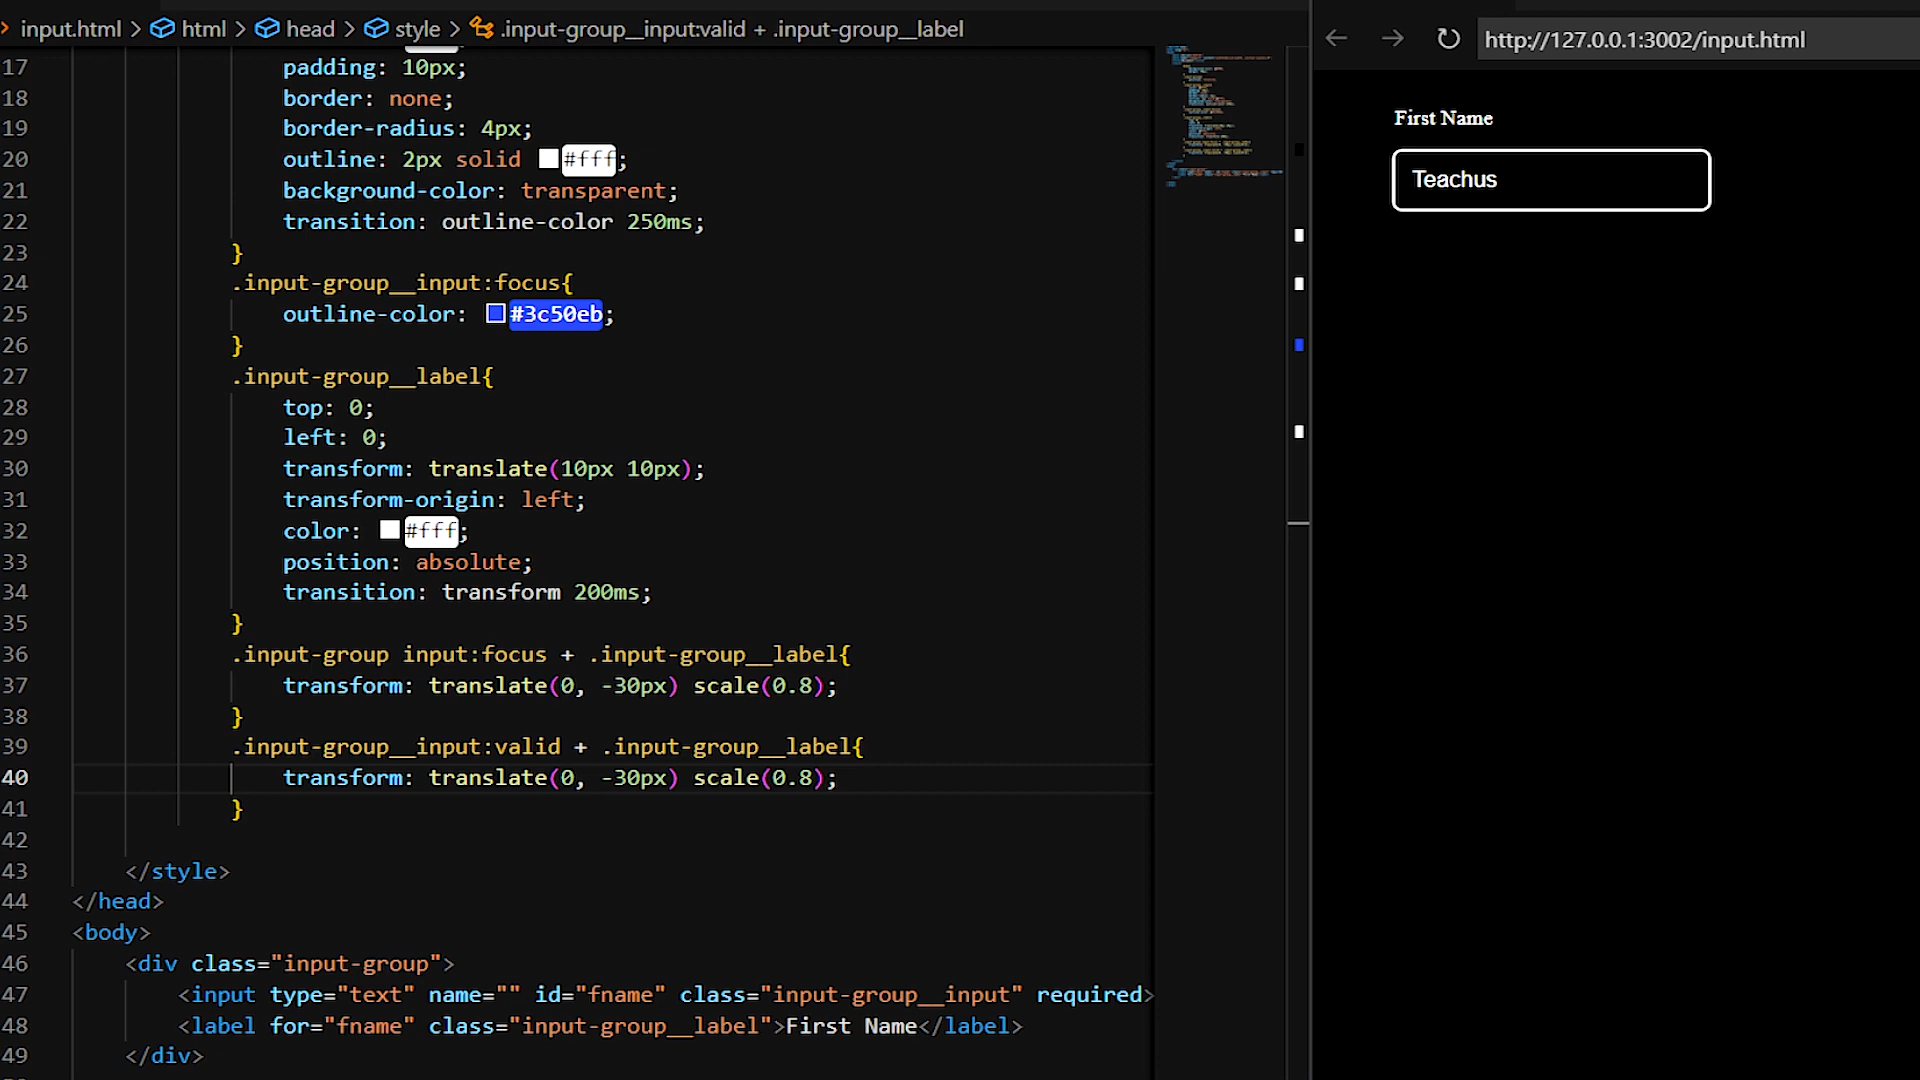 input.html > html > head > style > .input-group__input:valid + .input-group__label
17 padding: 10px;
18 border: none;
19 border-radius: 4px;
20 outline: 2px solid #fff;
21 background-color: transparent;
22 transition: outline-color 250ms;
23 }
24 .input-group__input:focus{
25 outline-color: #3c50eb;
26 }
27 .input-group__label{
28 top: 0;
29 left: 0;
30 transform: translate(10px 10px);
31 transform-origin: left;
32 color: #fff;
33 position: absolute;
34 transition: transform 200ms;
35 }
36 .input-group input:focus + .input-group__label{
37 transform: translate(0, -30px) scale(0.8);
38 }
39 .input-group__input:valid + .input-group__label{
40 transform: translate(0, -30px) scale(0.8);
41 }
42
43 </style>
44 </head>
45 <body>
46 <div class="input-group">
47 <input type="text" name="" id="fname" class="input-group__input" required>
48 <label for="fname" class="input-group__label">First Name</label>
49 </div>
http://127.0.0.1:3002/input.html
First Name
Teachus